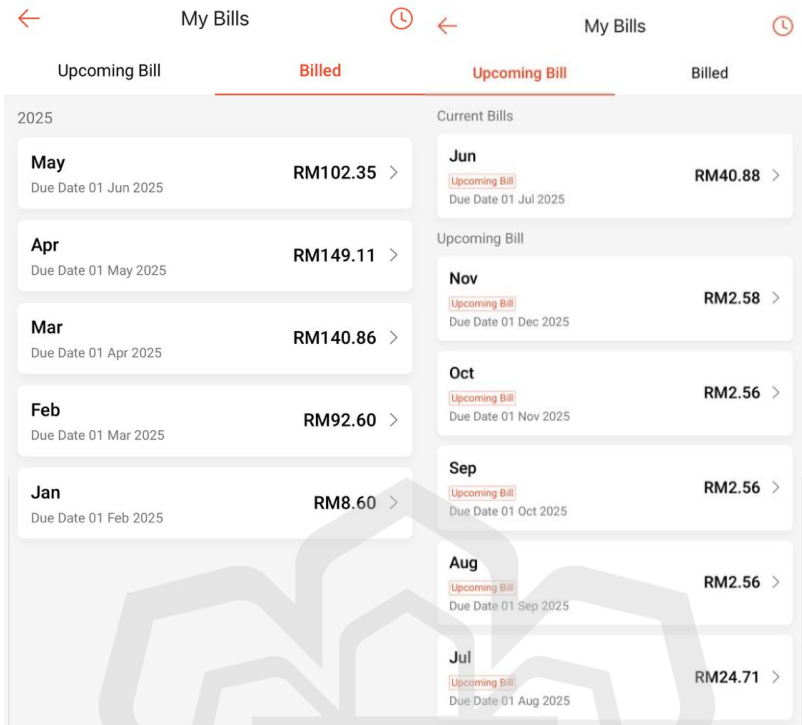 My Bills
Upcoming Bill
Billed
2025
May
RM102.35
Due Date 01 Jun 2025
Apr
RM149.11
Due Date 01 May 2025
Mar
RM140.86
Due Date 01 Apr 2025
Feb
RM92.60
Due Date 01 Mar 2025
Jan
RM8.60
Due Date 01 Feb 2025
My Bills
Upcoming Bill
Billed
Current Bills
Jun
Upcoming Bill
RM40.88
Due Date 01 Jul 2025
Upcoming Bill
Nov
Upcoming Bill
RM2.58
Due Date 01 Dec 2025
Oct
Upcoming Bill
RM2.56
Due Date 01 Nov 2025
Sep
Upcoming Bill
RM2.56
Due Date 01 Oct 2025
Aug
Upcoming Bill
RM2.56
Due Date 01 Sep 2025
Jul
Upcoming Bill
RM24.71
Due Date 01 Aug 2025